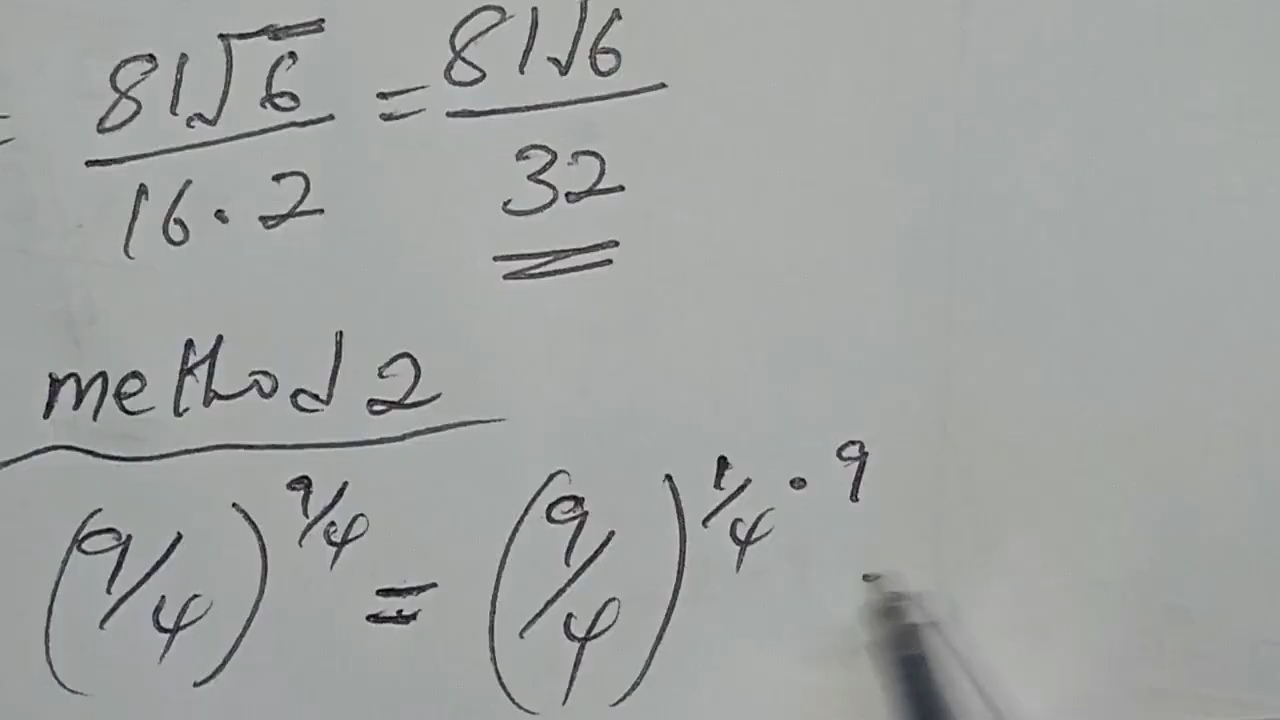 = 81√6 / 16 · 2 = 81√6 / 32
method 2
(9/4)^9/4 = (9/4)^1/4 · 9